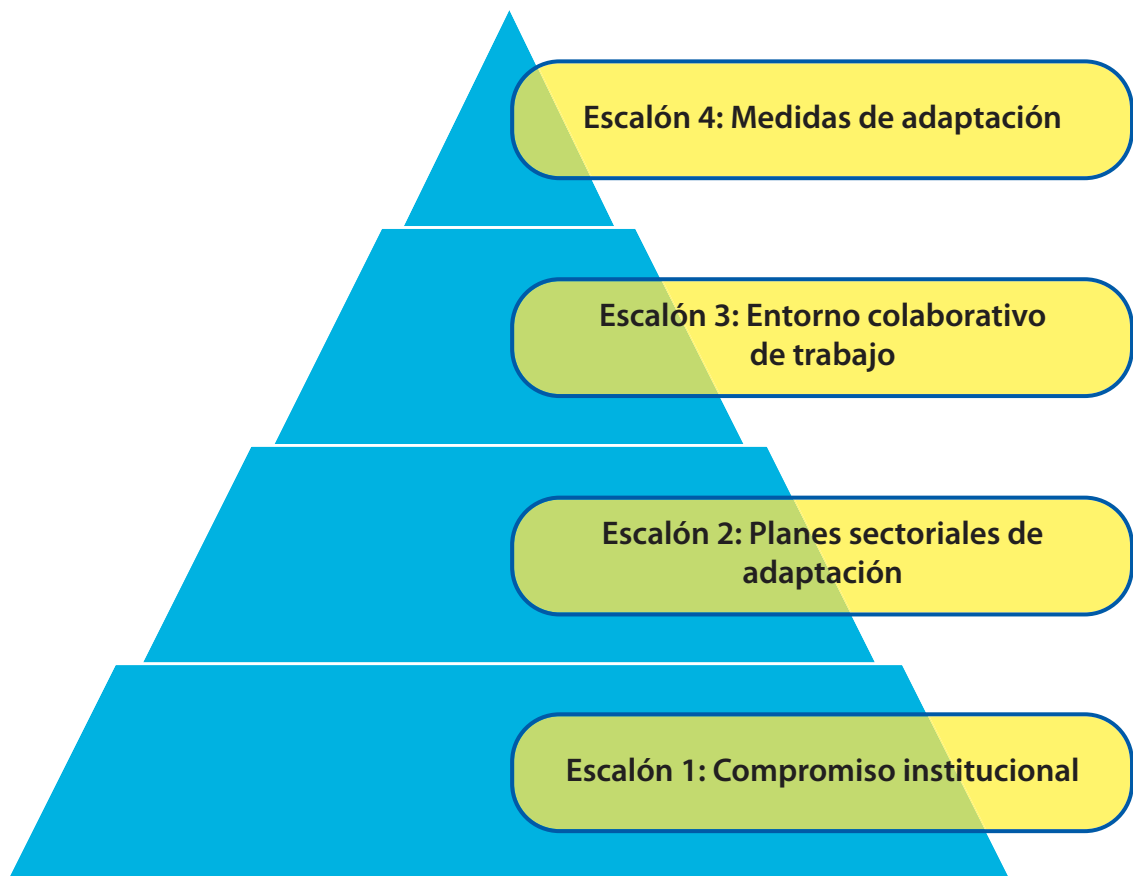 Escalón 4: Medidas de adaptación
Escalón 3: Entorno colaborativo
de trabajo
Escalón 2: Planes sectoriales de
adaptación
Escalón 1: Compromiso institucional